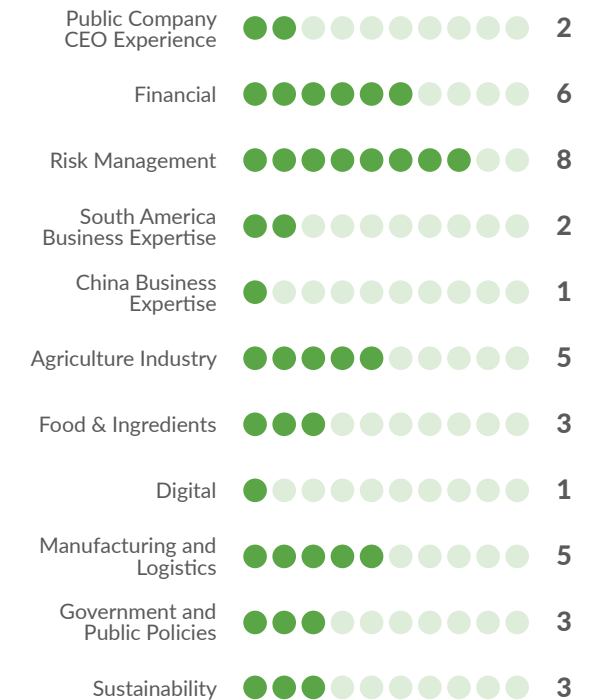 Public Company
CEO Experience
2
Financial
6
Risk Management
8
South America
Business Expertise
2
China Business
Expertise
1
Agriculture Industry
5
Food & Ingredients
3
Digital
1
Manufacturing and
Logistics
5
Government and
Public Policies
3
Sustainability
3